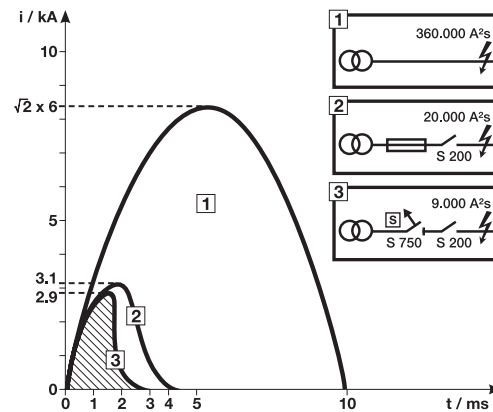 i / kA
10
√2 x 6
5
3.1
2.9
0
0 1 2 3 4 5 10 t / ms
1
2
3
1
360.000 A²s
2
20.000 A²s
S 200
3
9.000 A²s
S
S 750 S 200